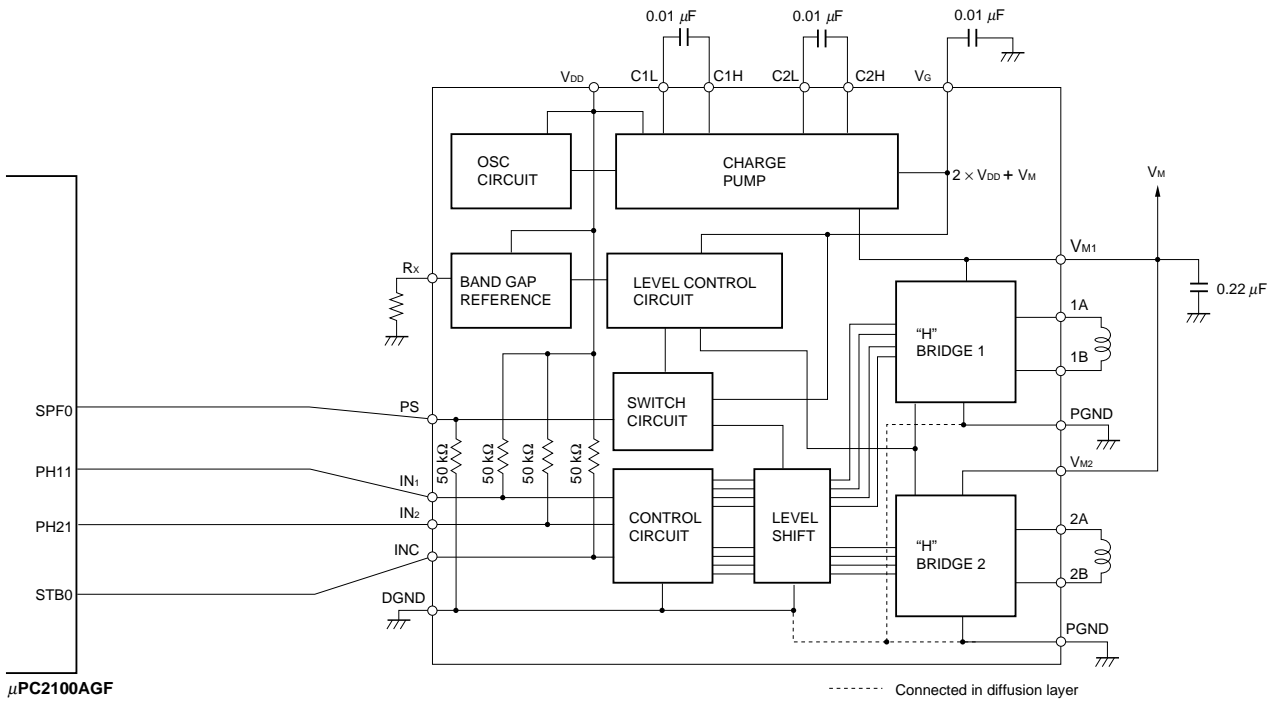 0.01 µF
0.01 µF
0.01 µF
VDD
C1L
C1H
C2L
C2H
VG
OSC
CIRCUIT
CHARGE
PUMP
2 × VDD + VM
VM
RX
BAND GAP
REFERENCE
LEVEL CONTROL
CIRCUIT
VM1
0.22 µF
1A
“H”
BRIDGE 1
1B
SPF0
PS
SWITCH
CIRCUIT
PGND
50 kΩ
50 kΩ
50 kΩ
50 kΩ
PH11
IN1
VM2
PH21
IN2
CONTROL
CIRCUIT
LEVEL
SHIFT
2A
“H”
BRIDGE 2
INC
2B
STB0
DGND
PGND
µPC2100AGF
Connected in diffusion layer